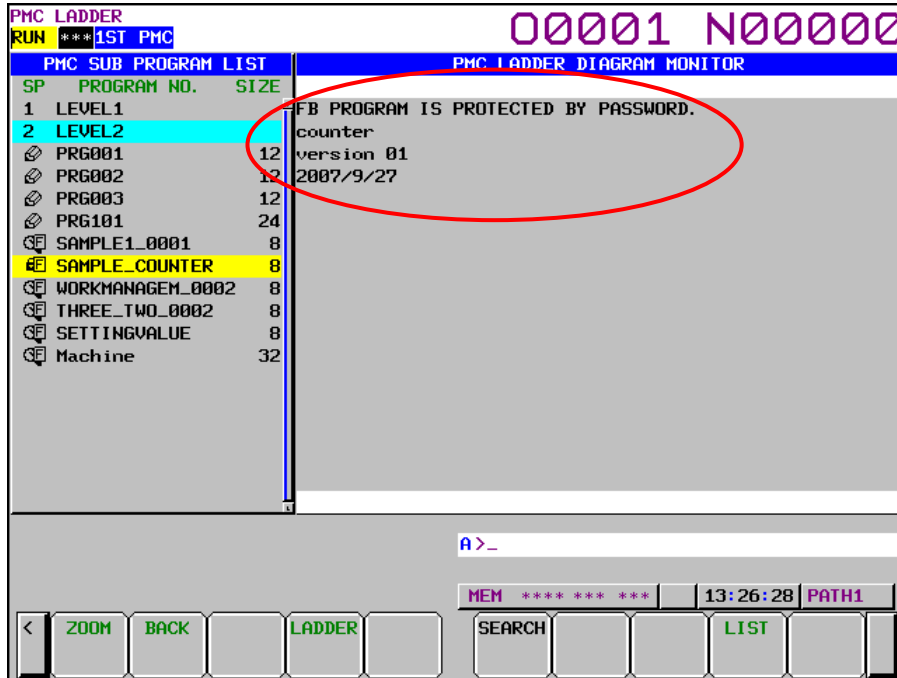 PMC LADDER
O0001 N00000
RUN ***1ST PMC
PMC SUB PROGRAM LIST
SP PROGRAM NO. SIZE
1 LEVEL1
2 LEVEL2
PRG001 12
PRG002 12
PRG003 12
PRG101 24
SAMPLE1_0001 8
SAMPLE_COUNTER 8
WORKMANAGEM_0002 8
THREE_TWO_0002 8
SETTINGVALUE 8
Machine 32
PMC LADDER DIAGRAM MONITOR
FB PROGRAM IS PROTECTED BY PASSWORD.
counter
version 01
2007/9/27
A>_
MEM **** *** *** 13:26:28 PATH1
< ZOOM BACK LADDER SEARCH LIST